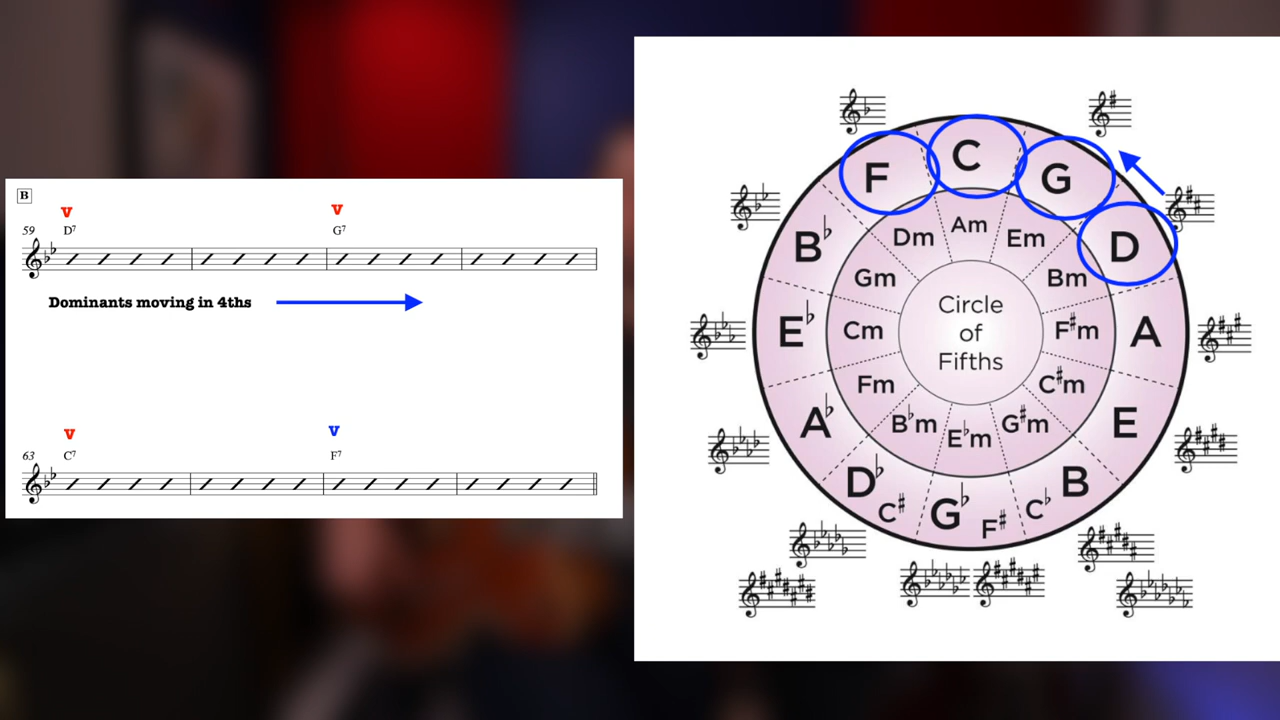 B
V
V
59
D7
G7
Dominants moving in 4ths
V
V
63
C7
F7
C
F
G
B♭
D
Am
Dm
Em
Gm
Bm
E♭
Cm
Circle
of
Fifths
F♯m
A
Fm
C♯m
A♭
B♭m
E♭m
G♯m
E
D♭
C♯
G♭
F♯
C♭
B